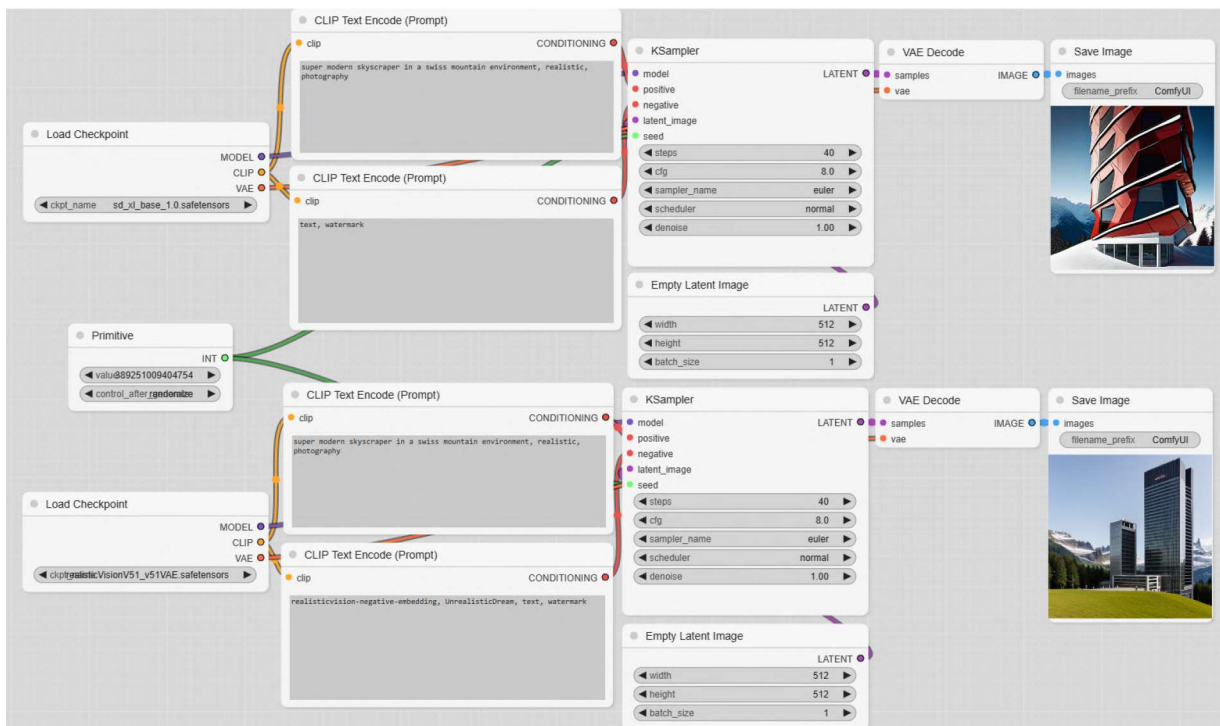 CLIP Text Encode (Prompt)
clip
CONDITIONING
super modern skyscraper in a swiss mountain environment, realistic,
photography
KSampler
model
LATENT
positive
negative
latent_image
seed
steps 40
cfg 8.0
sampler_name euler
scheduler normal
denoise 1.00
VAE Decode
samples
IMAGE
vae
Save Image
images
filename_prefix ComfyUI
Load Checkpoint
MODEL
CLIP
VAE
ckpt_name sd_xl_base_1.0.safetensors
CLIP Text Encode (Prompt)
clip
CONDITIONING
text, watermark
Empty Latent Image
LATENT
width 512
height 512
batch_size 1
Primitive
INT
389251009404754
control_after_
CLIP Text Encode (Prompt)
clip
CONDITIONING
super modern skyscraper in a swiss mountain environment, realistic,
photography
KSampler
model
LATENT
positive
negative
latent_image
seed
steps 40
cfg 8.0
sampler_name euler
scheduler normal
denoise 1.00
VAE Decode
samples
IMAGE
vae
Save Image
images
filename_prefix ComfyUI
Load Checkpoint
MODEL
CLIP
VAE
realisticVisionV51_v51VAE.safetensors
CLIP Text Encode (Prompt)
clip
CONDITIONING
realisticvision-negative-embedding, UnrealisticDream, text, watermark
Empty Latent Image
LATENT
width 512
height 512
batch_size 1